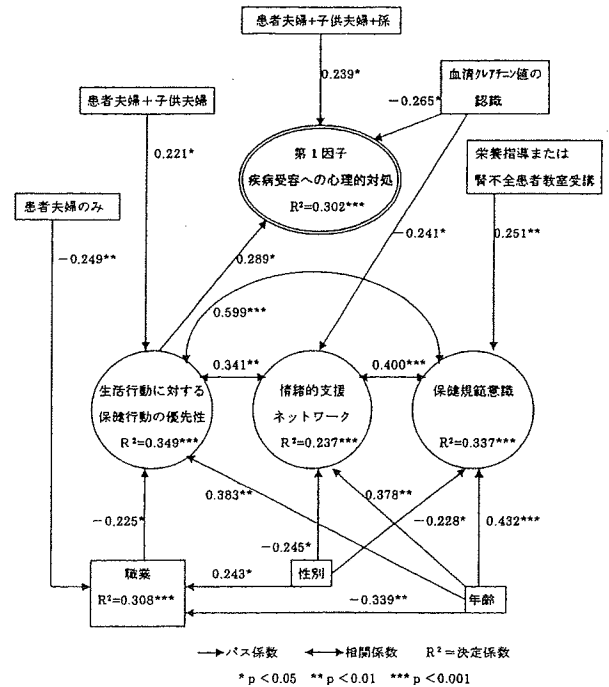 患者夫婦+子供夫婦+孫
0.239*
血清クレアチニン値の
認識
-0.265*
患者夫婦+子供夫婦
第1因子
疾病受容への心理的対処
R²=0.302***
栄養指導または
腎不全患者教室受講
0.221*
患者夫婦のみ
-0.249**
-0.241*
0.251**
0.289*
0.599***
0.341**
0.400***
生活行動に対する
保健行動の優先性
R²=0.349***
情緒的支援
ネットワーク
R²=0.237***
保健規範意識
R²=0.337***
0.383**
0.378**
-0.225*
-0.245*
-0.228*
0.432***
職業
R²=0.308***
0.243*
性別
-0.339**
年齢
→パス係数 ↔相関係数 R²=決定係数
*p<0.05 **p<0.01 ***p<0.001